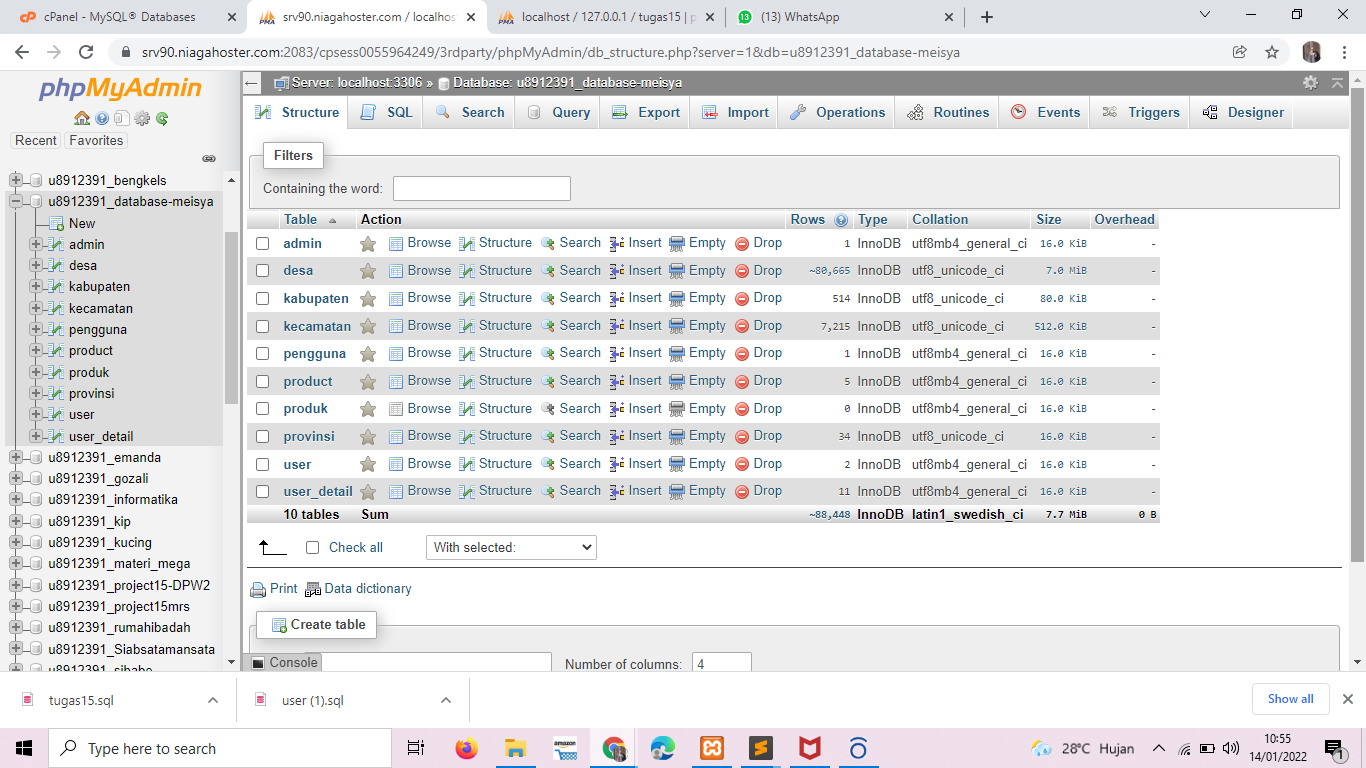 cPanel - MySQL® Databases
srv90.niagahoster.com / localhos
localhost / 127.0.0.1 / tugas15 | p
(13) WhatsApp
srv90.niagahoster.com:2083/cpsess0055964249/3rdparty/phpMyAdmin/db_structure.php?server=1&db=u8912391_database-meisya
phpMyAdmin
Recent Favorites
u8912391_bengkels
u8912391_database-meisya
New
admin
desa
kabupaten
kecamatan
pengguna
product
produk
provinsi
user
user_detail
u8912391_emanda
u8912391_gozali
u8912391_informatika
u8912391_kip
u8912391_kucing
u8912391_materi_mega
u8912391_project15-DPW2
u8912391_project15mrs
u8912391_rumahibadah
u8912391_Siabsatamansata
Server: localhost:3306 » Database: u8912391_database-meisya
Structure SQL Search Query Export Import Operations Routines Events Triggers Designer
Filters
Containing the word:
Table Action Rows Type Collation Size Overhead
admin Browse Structure Search Insert Empty Drop 1 InnoDB utf8mb4_general_ci 16.0 KiB -
desa Browse Structure Search Insert Empty Drop ~80,665 InnoDB utf8_unicode_ci 7.0 MiB -
kabupaten Browse Structure Search Insert Empty Drop 514 InnoDB utf8_unicode_ci 80.0 KiB -
kecamatan Browse Structure Search Insert Empty Drop 7,215 InnoDB utf8_unicode_ci 512.0 KiB -
pengguna Browse Structure Search Insert Empty Drop 1 InnoDB utf8mb4_general_ci 16.0 KiB -
product Browse Structure Search Insert Empty Drop 5 InnoDB utf8mb4_general_ci 16.0 KiB -
produk Browse Structure Search Insert Empty Drop 0 InnoDB utf8mb4_general_ci 16.0 KiB -
provinsi Browse Structure Search Insert Empty Drop 34 InnoDB utf8_unicode_ci 16.0 KiB -
user Browse Structure Search Insert Empty Drop 2 InnoDB utf8mb4_general_ci 16.0 KiB -
user_detail Browse Structure Search Insert Empty Drop 11 InnoDB utf8mb4_general_ci 16.0 KiB -
10 tables Sum ~88,448 InnoDB latin1_swedish_ci 7.7 MiB 0 B
Check all With selected:
Print Data dictionary
Create table
Console
Number of columns: 4
tugas15.sql
user (1).sql
Show all
Type here to search
amazon
28°C Hujan
10:55
14/01/2022
1